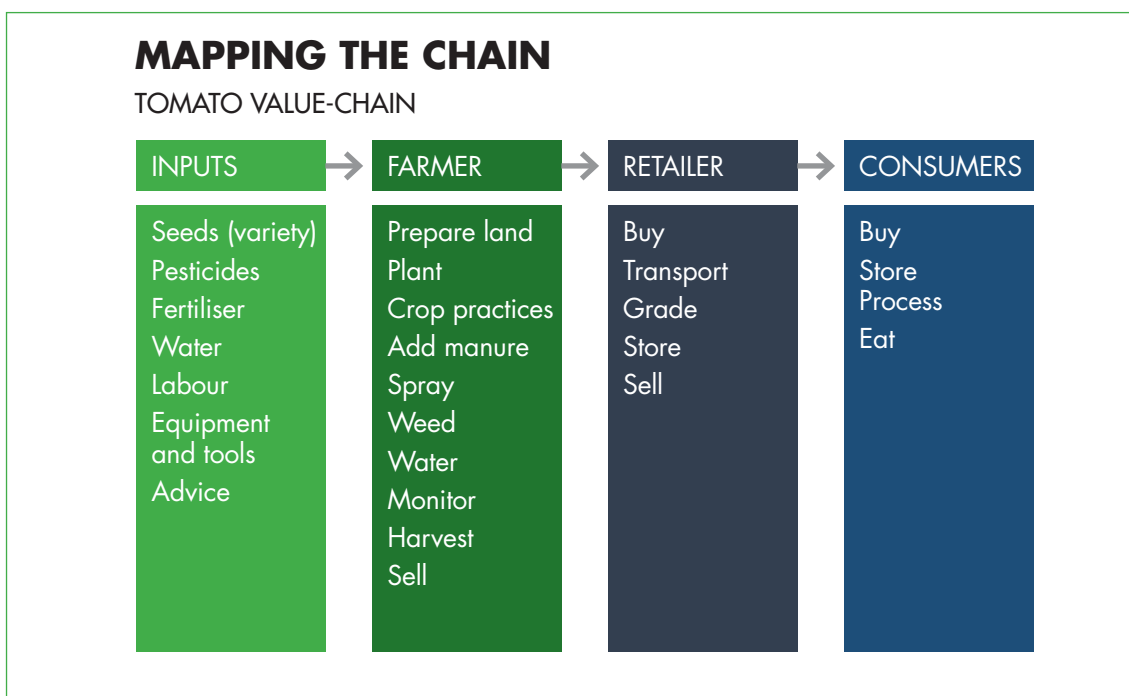 MAPPING THE CHAIN
TOMATO VALUE-CHAIN
INPUTS
Seeds (variety)
Pesticides
Fertiliser
Water
Labour
Equipment
and tools
Advice
FARMER
Prepare land
Plant
Crop practices
Add manure
Spray
Weed
Water
Monitor
Harvest
Sell
RETAILER
Buy
Transport
Grade
Store
Sell
CONSUMERS
Buy
Store
Process
Eat